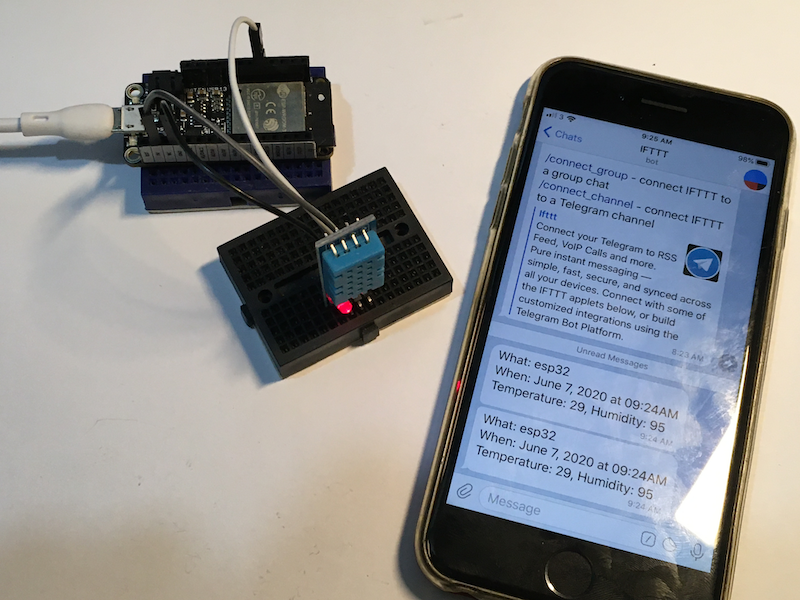 3
9:25 AM
98%
Chats
IFTTT
bot
/connect_group - connect IFTTT to
a group chat
/connect_channel - connect IFTTT
to a Telegram channel
Ifttt
Connect your Telegram to RSS
Feed, VoIP Calls and more.
Pure instant messaging —
simple, fast, secure, and synced across
all your devices. Connect with some of
the IFTTT applets below, or build
customized integrations using the
Telegram Bot Platform.
8:23 AM
Unread Messages
What: esp32
When: June 7, 2020 at 09:24AM
Temperature: 29, Humidity: 95
9:24 AM
What: esp32
When: June 7, 2020 at 09:24AM
Temperature: 29, Humidity: 95
9:24 AM
Message
CE